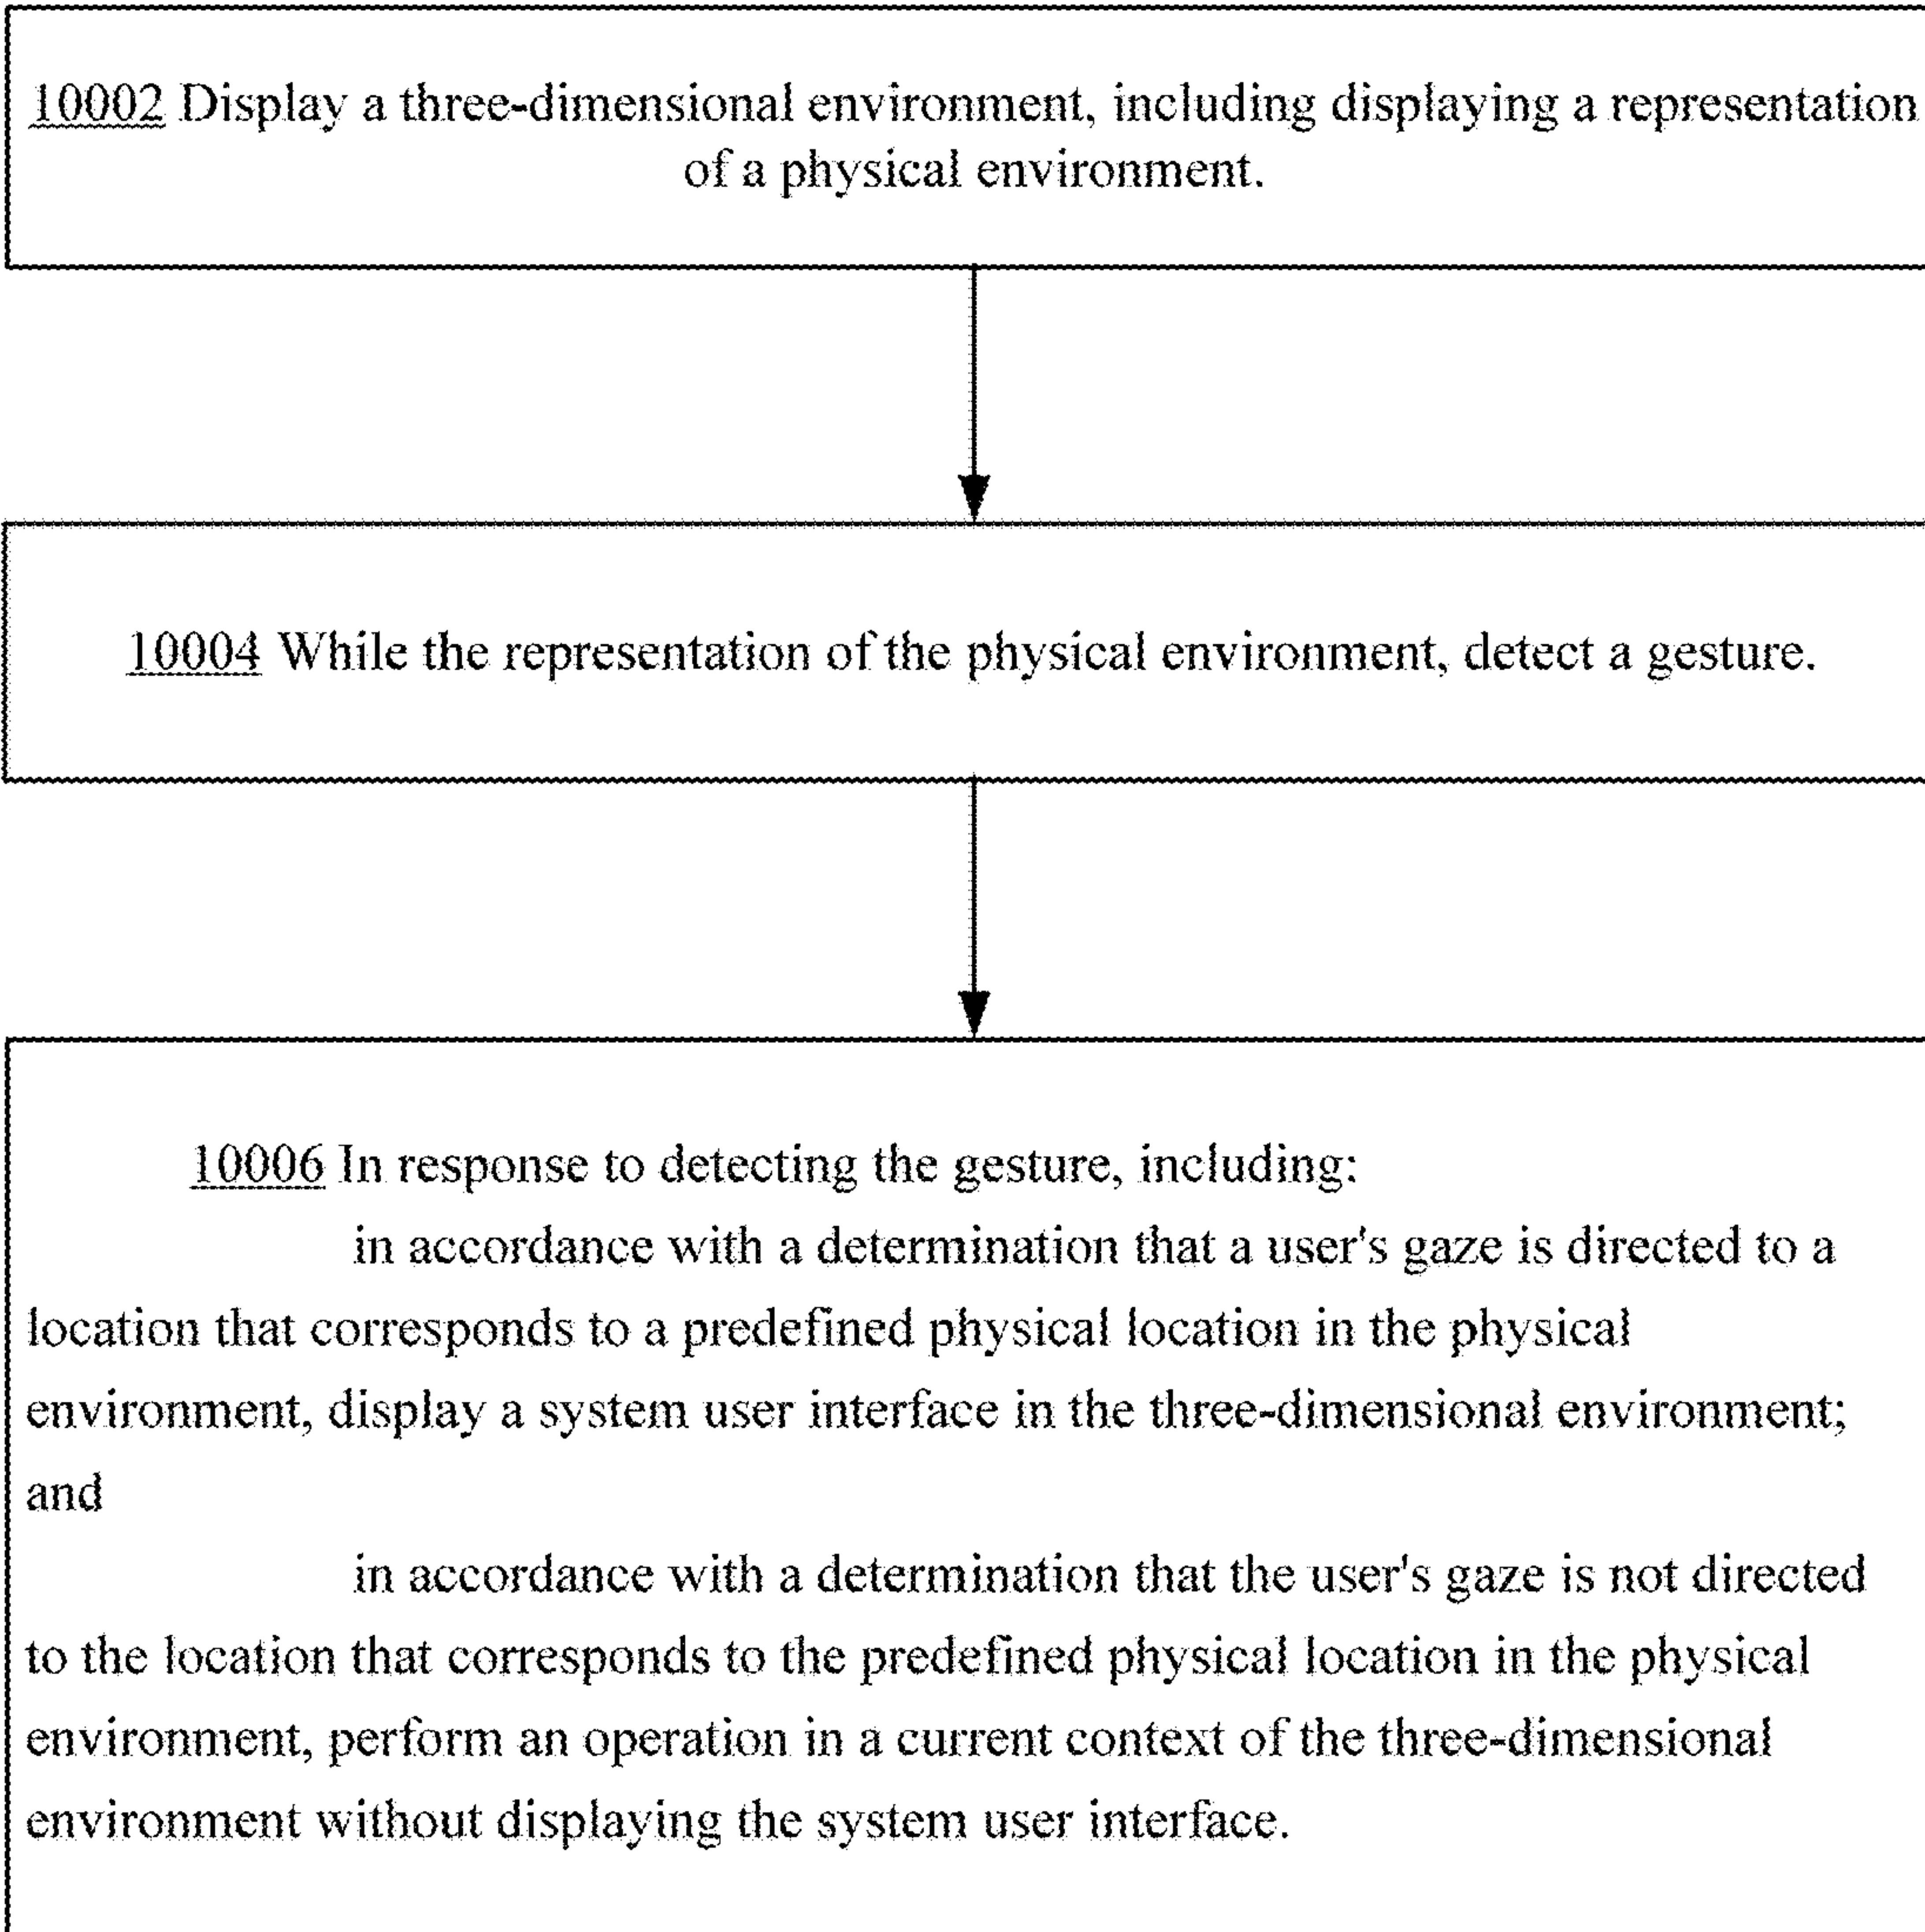 10002 Display a three-dimensional environment, including displaying a representation
of a physical environment.
10004 While the representation of the physical environment, detect a gesture.
10006 In response to detecting the gesture, including:
in accordance with a determination that a user's gaze is directed to a
location that corresponds to a predefined physical location in the physical
environment, display a system user interface in the three-dimensional environment;
and
in accordance with a determination that the user's gaze is not directed
to the location that corresponds to the predefined physical location in the physical
environment, perform an operation in a current context of the three-dimensional
environment without displaying the system user interface.